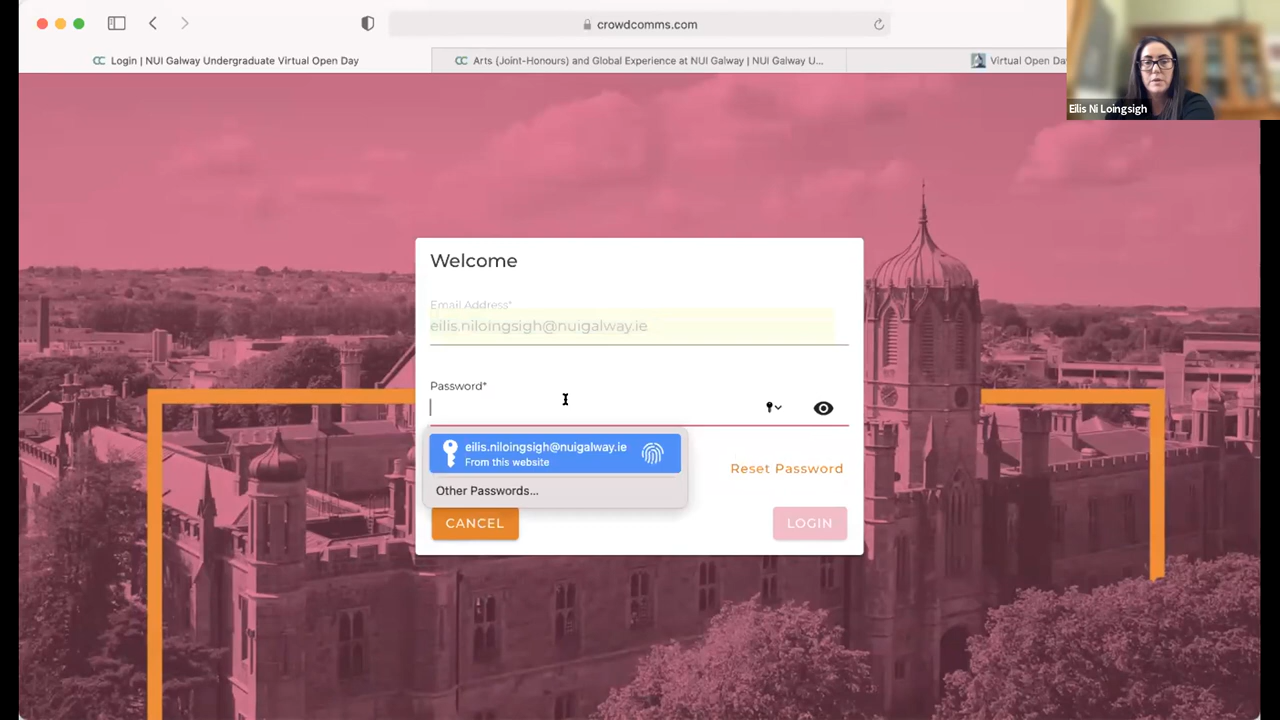 crowdcomms.com
Login | NUI Galway Undergraduate Virtual Open Day
Arts (Joint-Honours) and Global Experience at NUI Galway | NUI Galway U...
Virtual Open Da
Eilis Ni Loingsigh
Welcome
Email Address*
eilis.niloingsigh@nuigalway.ie
Password*
eilis.niloingsigh@nuigalway.ie
From this website
Other Passwords...
Reset Password
CANCEL
LOGIN